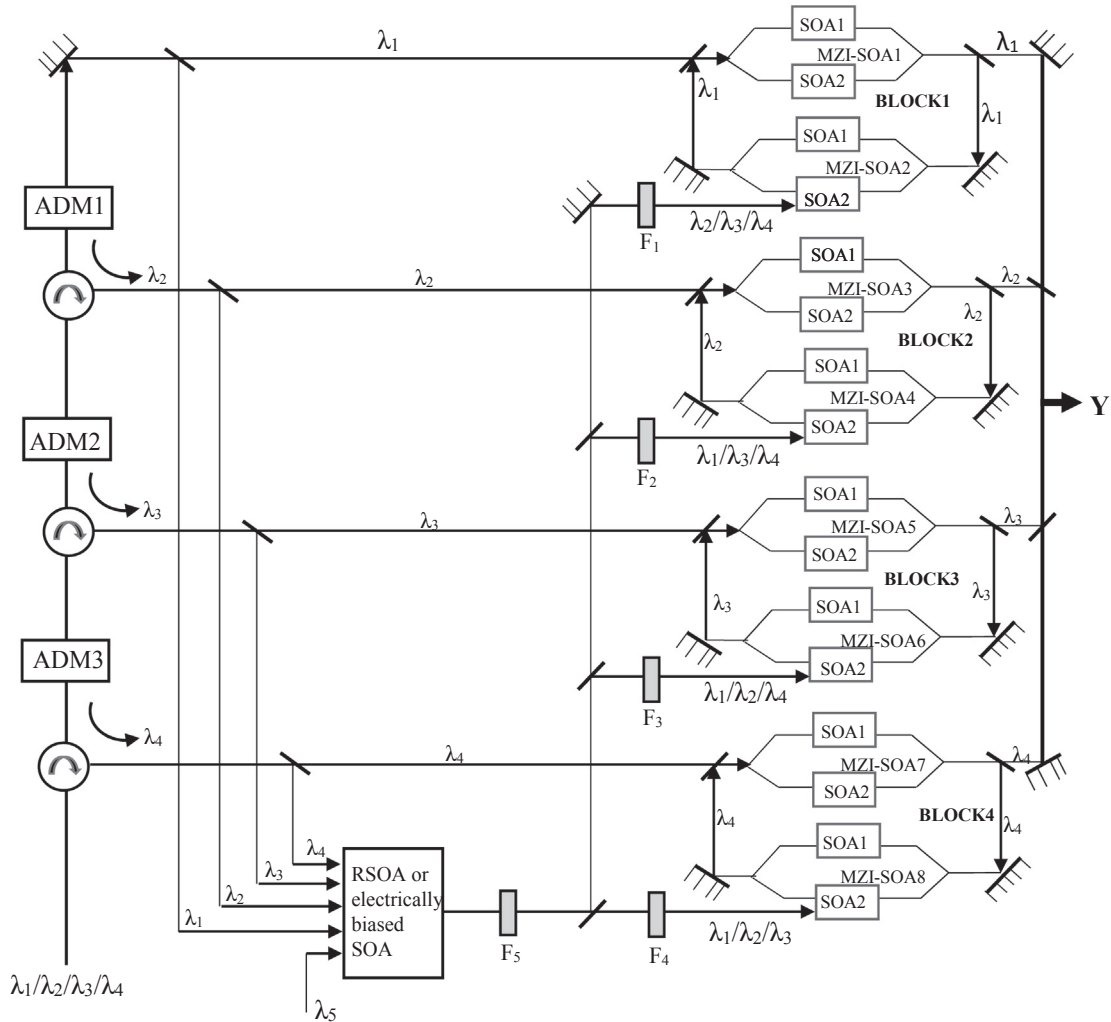 λ1
SOA1
MZI-SOA1
λ1
SOA2
BLOCK1
λ1
λ1
SOA1
MZI-SOA2
ADM1
SOA2
λ2/λ3/λ4
F1
λ2
λ2
SOA1
MZI-SOA3
λ2
SOA2
λ2
BLOCK2
λ2
SOA1
MZI-SOA4
Y
ADM2
SOA2
λ1/λ3/λ4
F2
λ3
λ3
SOA1
MZI-SOA5
λ3
SOA2
BLOCK3
λ3
λ3
SOA1
MZI-SOA6
ADM3
SOA2
λ1/λ2/λ4
F3
λ4
λ4
SOA1
MZI-SOA7
λ4
SOA2
BLOCK4
λ4
λ4
SOA1
MZI-SOA8
λ4
λ3
λ2
λ1
RSOA or
electrically
biased
SOA
SOA2
F5
F4
λ1/λ2/λ3
λ1/λ2/λ3/λ4
λ5